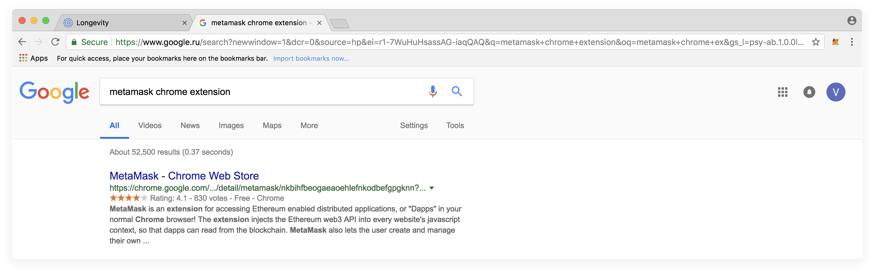 Longevity
metamask chrome extension -
Secure https://www.google.ru/search?newwindow=1&dcr=0&source=hp&ei=r1-7WuHuHsassAG-iaqQAQ&q=metamask+chrome+extension&oq=metamask+chrome+ex&gs_l=psy-ab.1.0.0l...
Apps For quick access, place your bookmarks here on the bookmarks bar. Import bookmarks now...
Google
metamask chrome extension
V
All Videos News Images Maps More Settings Tools
About 52,500 results (0.37 seconds)
MetaMask - Chrome Web Store
https://chrome.google.com/.../detail/metamask/nkbihfbeogaeaoehlefnkodbefgpgknn?...
Rating: 4.1 - 830 votes - Free - Chrome
MetaMask is an extension for accessing Ethereum enabled distributed applications, or "Dapps" in your
normal Chrome browser! The extension injects the Ethereum web3 API into every website's javascript
context, so that dapps can read from the blockchain. MetaMask also lets the user create and manage
their own ...